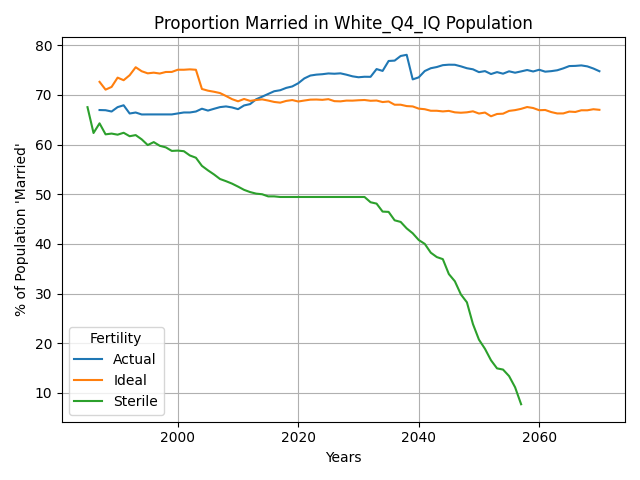 Proportion Married in White_Q4_IQ Population
% of Population 'Married'
80
70
60
50
40
30
20
10
Fertility
Actual
Ideal
Sterile
2000 2020 2040 2060
Years